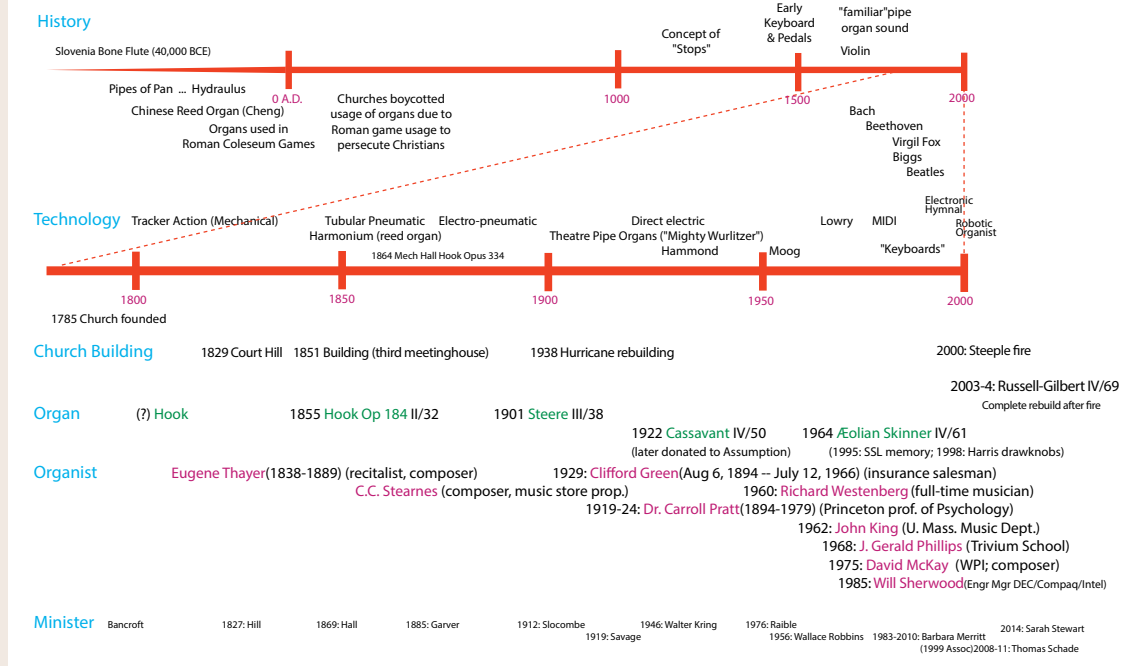 History
Slovenia Bone Flute (40,000 BCE)
Concept of
"Stops"
Early
Keyboard
& Pedals
"familiar"pipe
organ sound
Violin
Pipes of Pan ... Hydraulus
Chinese Reed Organ (Cheng)
Organs used in
Roman Coleseum Games
0 A.D.
Churches boycotted
usage of organs due to
Roman game usage to
persecute Christians
1000
1500
2000
Bach
Beethoven
Virgil Fox
Biggs
Beatles
Technology
Tracker Action (Mechanical)
Tubular Pneumatic
Harmonium (reed organ)
Electro-pneumatic
1864 Mech Hall Hook Opus 334
Direct electric
Theatre Pipe Organs ("Mighty Wurlitzer")
Hammond
Moog
Lowry
MIDI
"Keyboards"
Electronic
Hymnal
Robotic
Organist
1800
1850
1900
1950
2000
1785 Church founded
Church Building
1829 Court Hill
1851 Building (third meetinghouse)
1938 Hurricane rebuilding
2000: Steeple fire
2003-4: Russell-Gilbert IV/69
Complete rebuild after fire
Organ
(?) Hook
1855 Hook Op 184 II/32
1901 Steere III/38
1922 Cassavant IV/50
(later donated to Assumption)
1964 Æolian Skinner IV/61
(1995: SSL memory; 1998: Harris drawknobs)
Organist
Eugene Thayer(1838-1889) (recitalist, composer)
1929: Clifford Green(Aug 6, 1894 -- July 12, 1966) (insurance salesman)
C.C. Stearnes (composer, music store prop.)
1960: Richard Westenberg (full-time musician)
1919-24: Dr. Carroll Pratt(1894-1979) (Princeton prof. of Psychology)
1962: John King (U. Mass. Music Dept.)
1968: J. Gerald Phillips (Trivium School)
1975: David McKay (WPI; composer)
1985: Will Sherwood(Engr Mgr DEC/Compaq/Intel)
Minister
Bancroft
1827: Hill
1869: Hall
1885: Garver
1912: Slocombe
1919: Savage
1946: Walter Kring
1976: Raible
1956: Wallace Robbins
1983-2010: Barbara Merritt
(1999 Assoc)2008-11: Thomas Schade
2014: Sarah Stewart